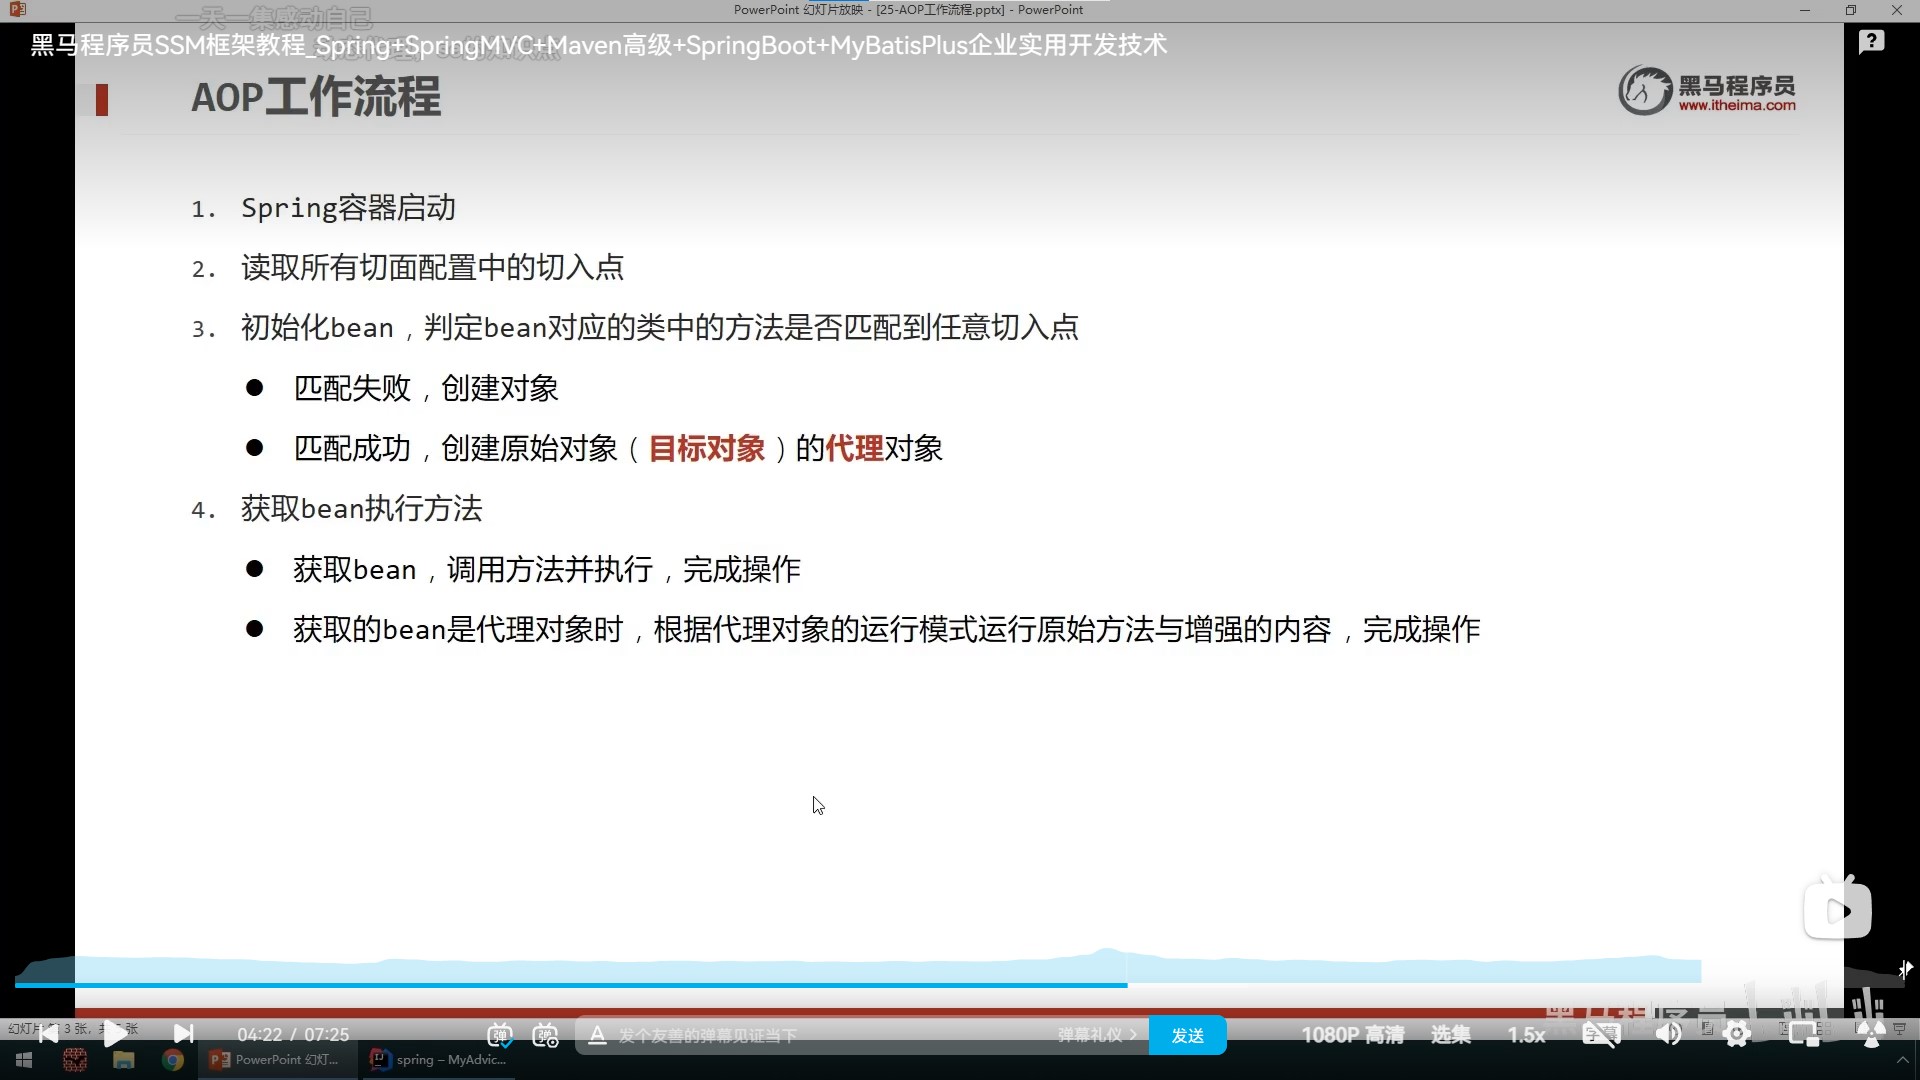 PowerPoint 幻灯片放映 - [25-AOP工作流程.pptx] - PowerPoint
一天一集感动自己
黑马程序员SSM框架教程_Spring+SpringMVC+Maven高级+SpringBoot+MyBatisPlus企业实用开发技术
AOP工作流程
黑马程序员
www.itheima.com
1. Spring容器启动
2. 读取所有切面配置中的切入点
3. 初始化bean，判定bean对应的类中的方法是否匹配到任意切入点
● 匹配失败，创建对象
● 匹配成功，创建原始对象（目标对象）的代理对象
4. 获取bean执行方法
● 获取bean，调用方法并执行，完成操作
● 获取的bean是代理对象时，根据代理对象的运行模式运行原始方法与增强的内容，完成操作
04:22 / 07:25
发个友善的弹幕见证当下
弹幕礼仪 >
发送
1080P 高清
选集
1.5x
字幕
PowerPoint 幻灯...
spring – MyAdvic...